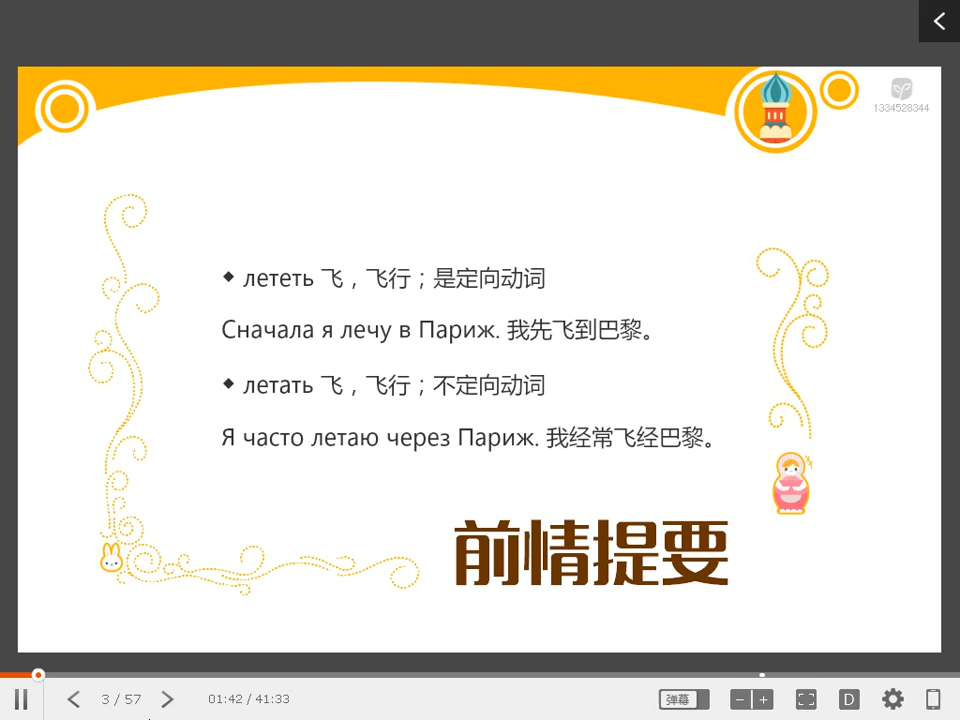 1334528344
◆ лететь 飞，飞行；是定向动词
Сначала я лечу в Париж. 我先飞到巴黎。
◆ летать 飞，飞行；不定向动词
Я часто летаю через Париж. 我经常飞经巴黎。
前情提要
3 / 57
01:42 / 41:33
弹幕
D